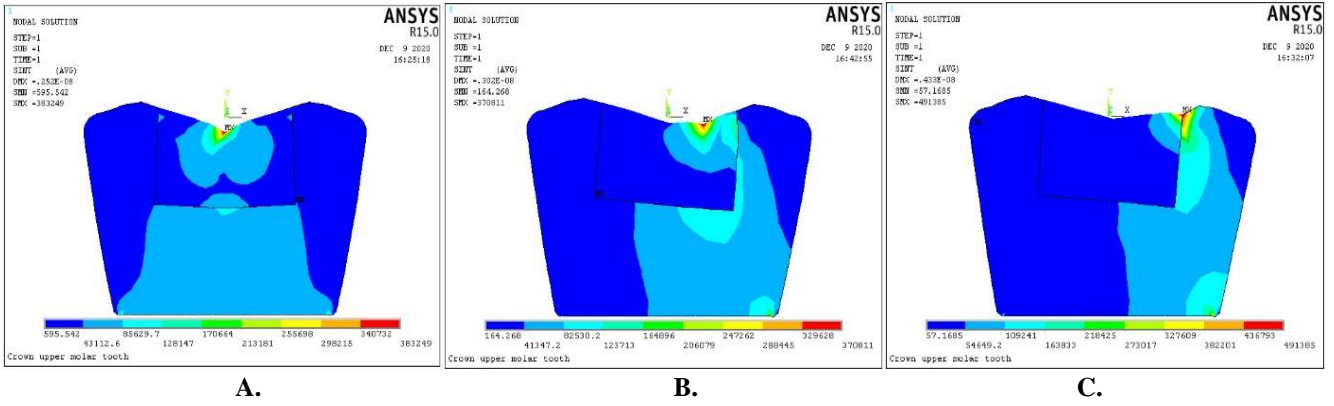 1
NODAL SOLUTION
STEP=1
SUB =1
TIME=1
SINT (AVG)
DMX =.252E-08
SMN =595.542
SMX =383249
ANSYS
R15.0
DEC 9 2020
16:25:18
Y
Z X
MX
595.542 85629.7 170664 255698 340732
43112.6 128147 213181 298215 383249
Crown upper molar tooth
A.
1
NODAL SOLUTION
STEP=1
SUB =1
TIME=1
SINT (AVG)
DMX =.302E-08
SMN =164.268
SMX =370811
ANSYS
R15.0
DEC 9 2020
16:42:55
Y
Z X
MX
164.268 82530.2 164896 247262 329628
41347.2 123713 206079 288445 370811
Crown upper molar tooth
B.
1
NODAL SOLUTION
STEP=1
SUB =1
TIME=1
SINT (AVG)
DMX =.433E-08
SMN =57.1685
SMX =491385
ANSYS
R15.0
DEC 9 2020
16:32:07
Y
Z X
MX
57.1685 109241 218425 327609 436793
54649.2 163833 273017 382201 491385
Crown upper molar tooth
C.